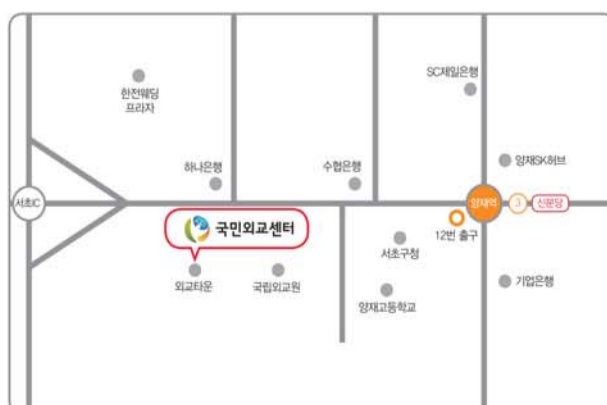 SC제일은행
한전웨딩
프라자
하나은행
수협은행
양재SK허브
서초IC
양재역
3
신분당
국민외교센터
12번 출구
서초구청
외교타운
국립외교원
양재고등학교
기업은행